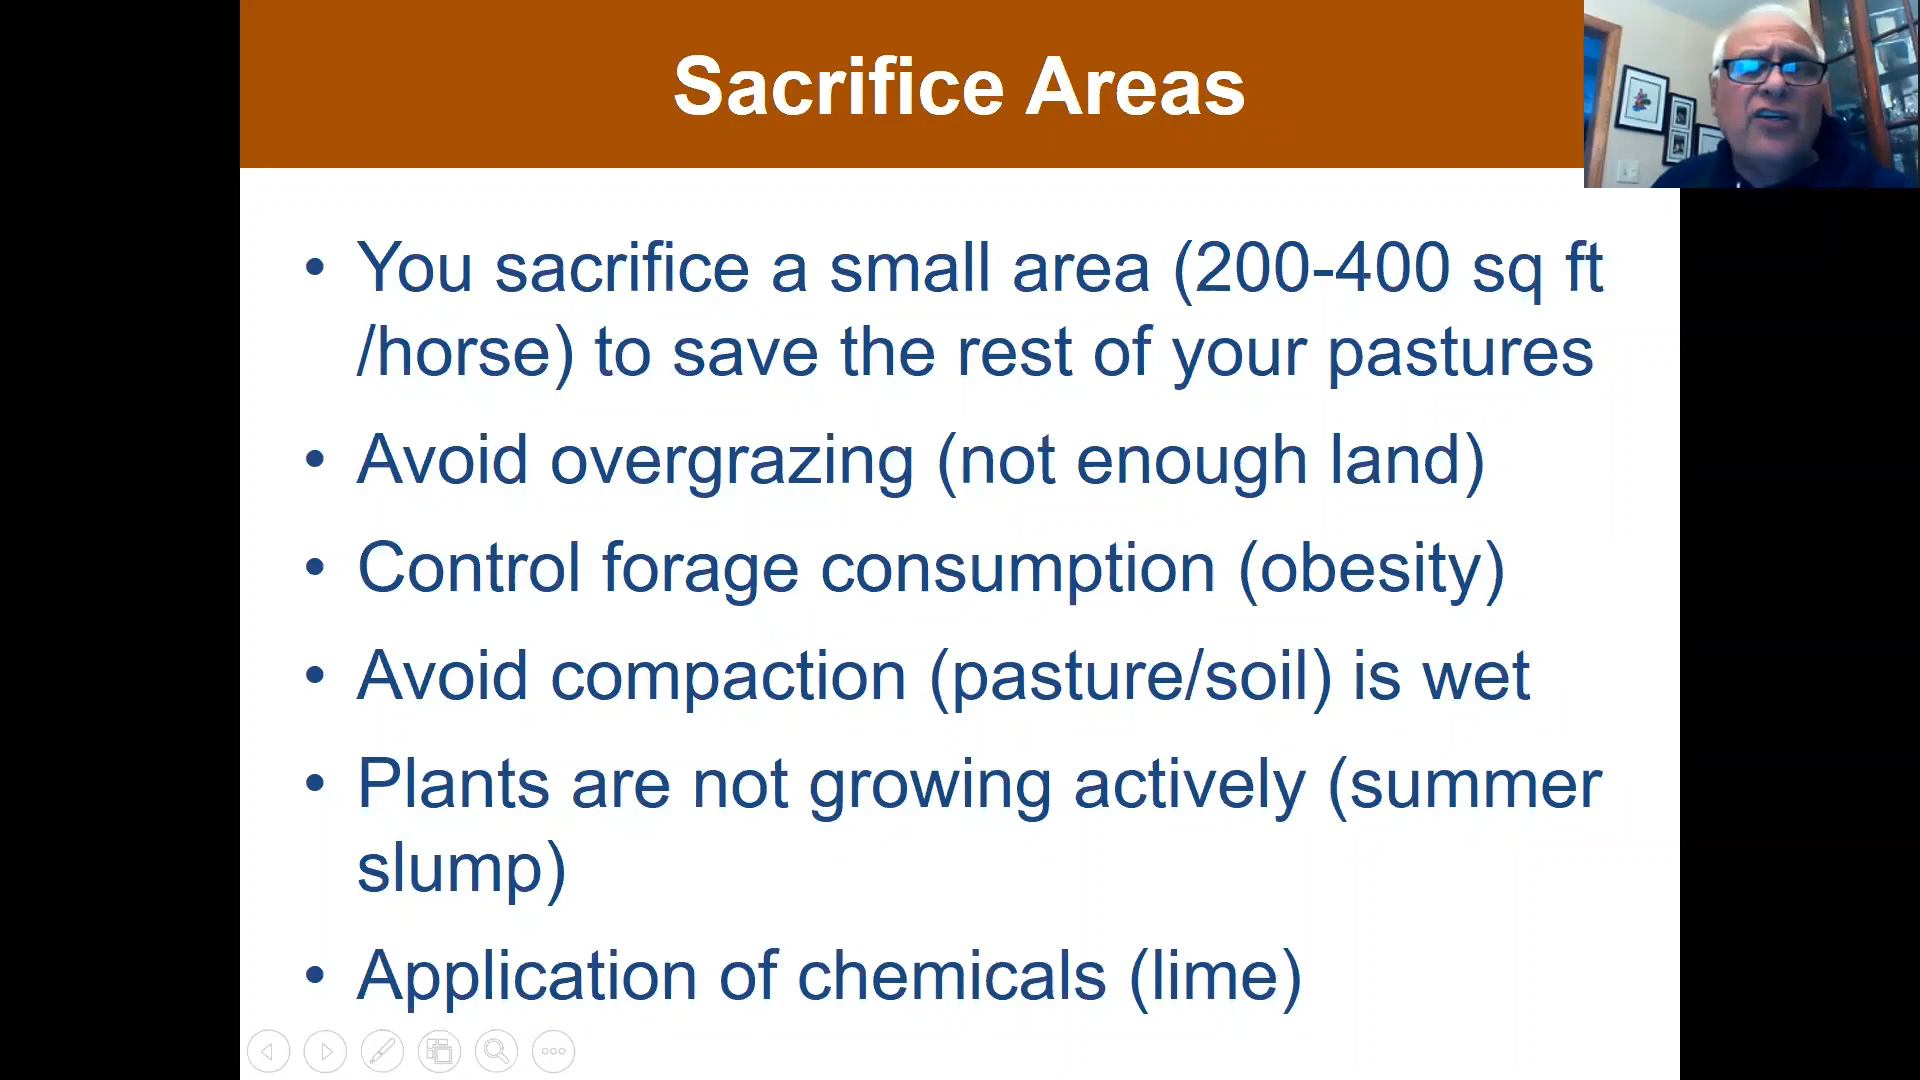 Sacrifice Areas
• You sacrifice a small area (200-400 sq ft
/horse) to save the rest of your pastures
• Avoid overgrazing (not enough land)
• Control forage consumption (obesity)
• Avoid compaction (pasture/soil) is wet
• Plants are not growing actively (summer
slump)
• Application of chemicals (lime)